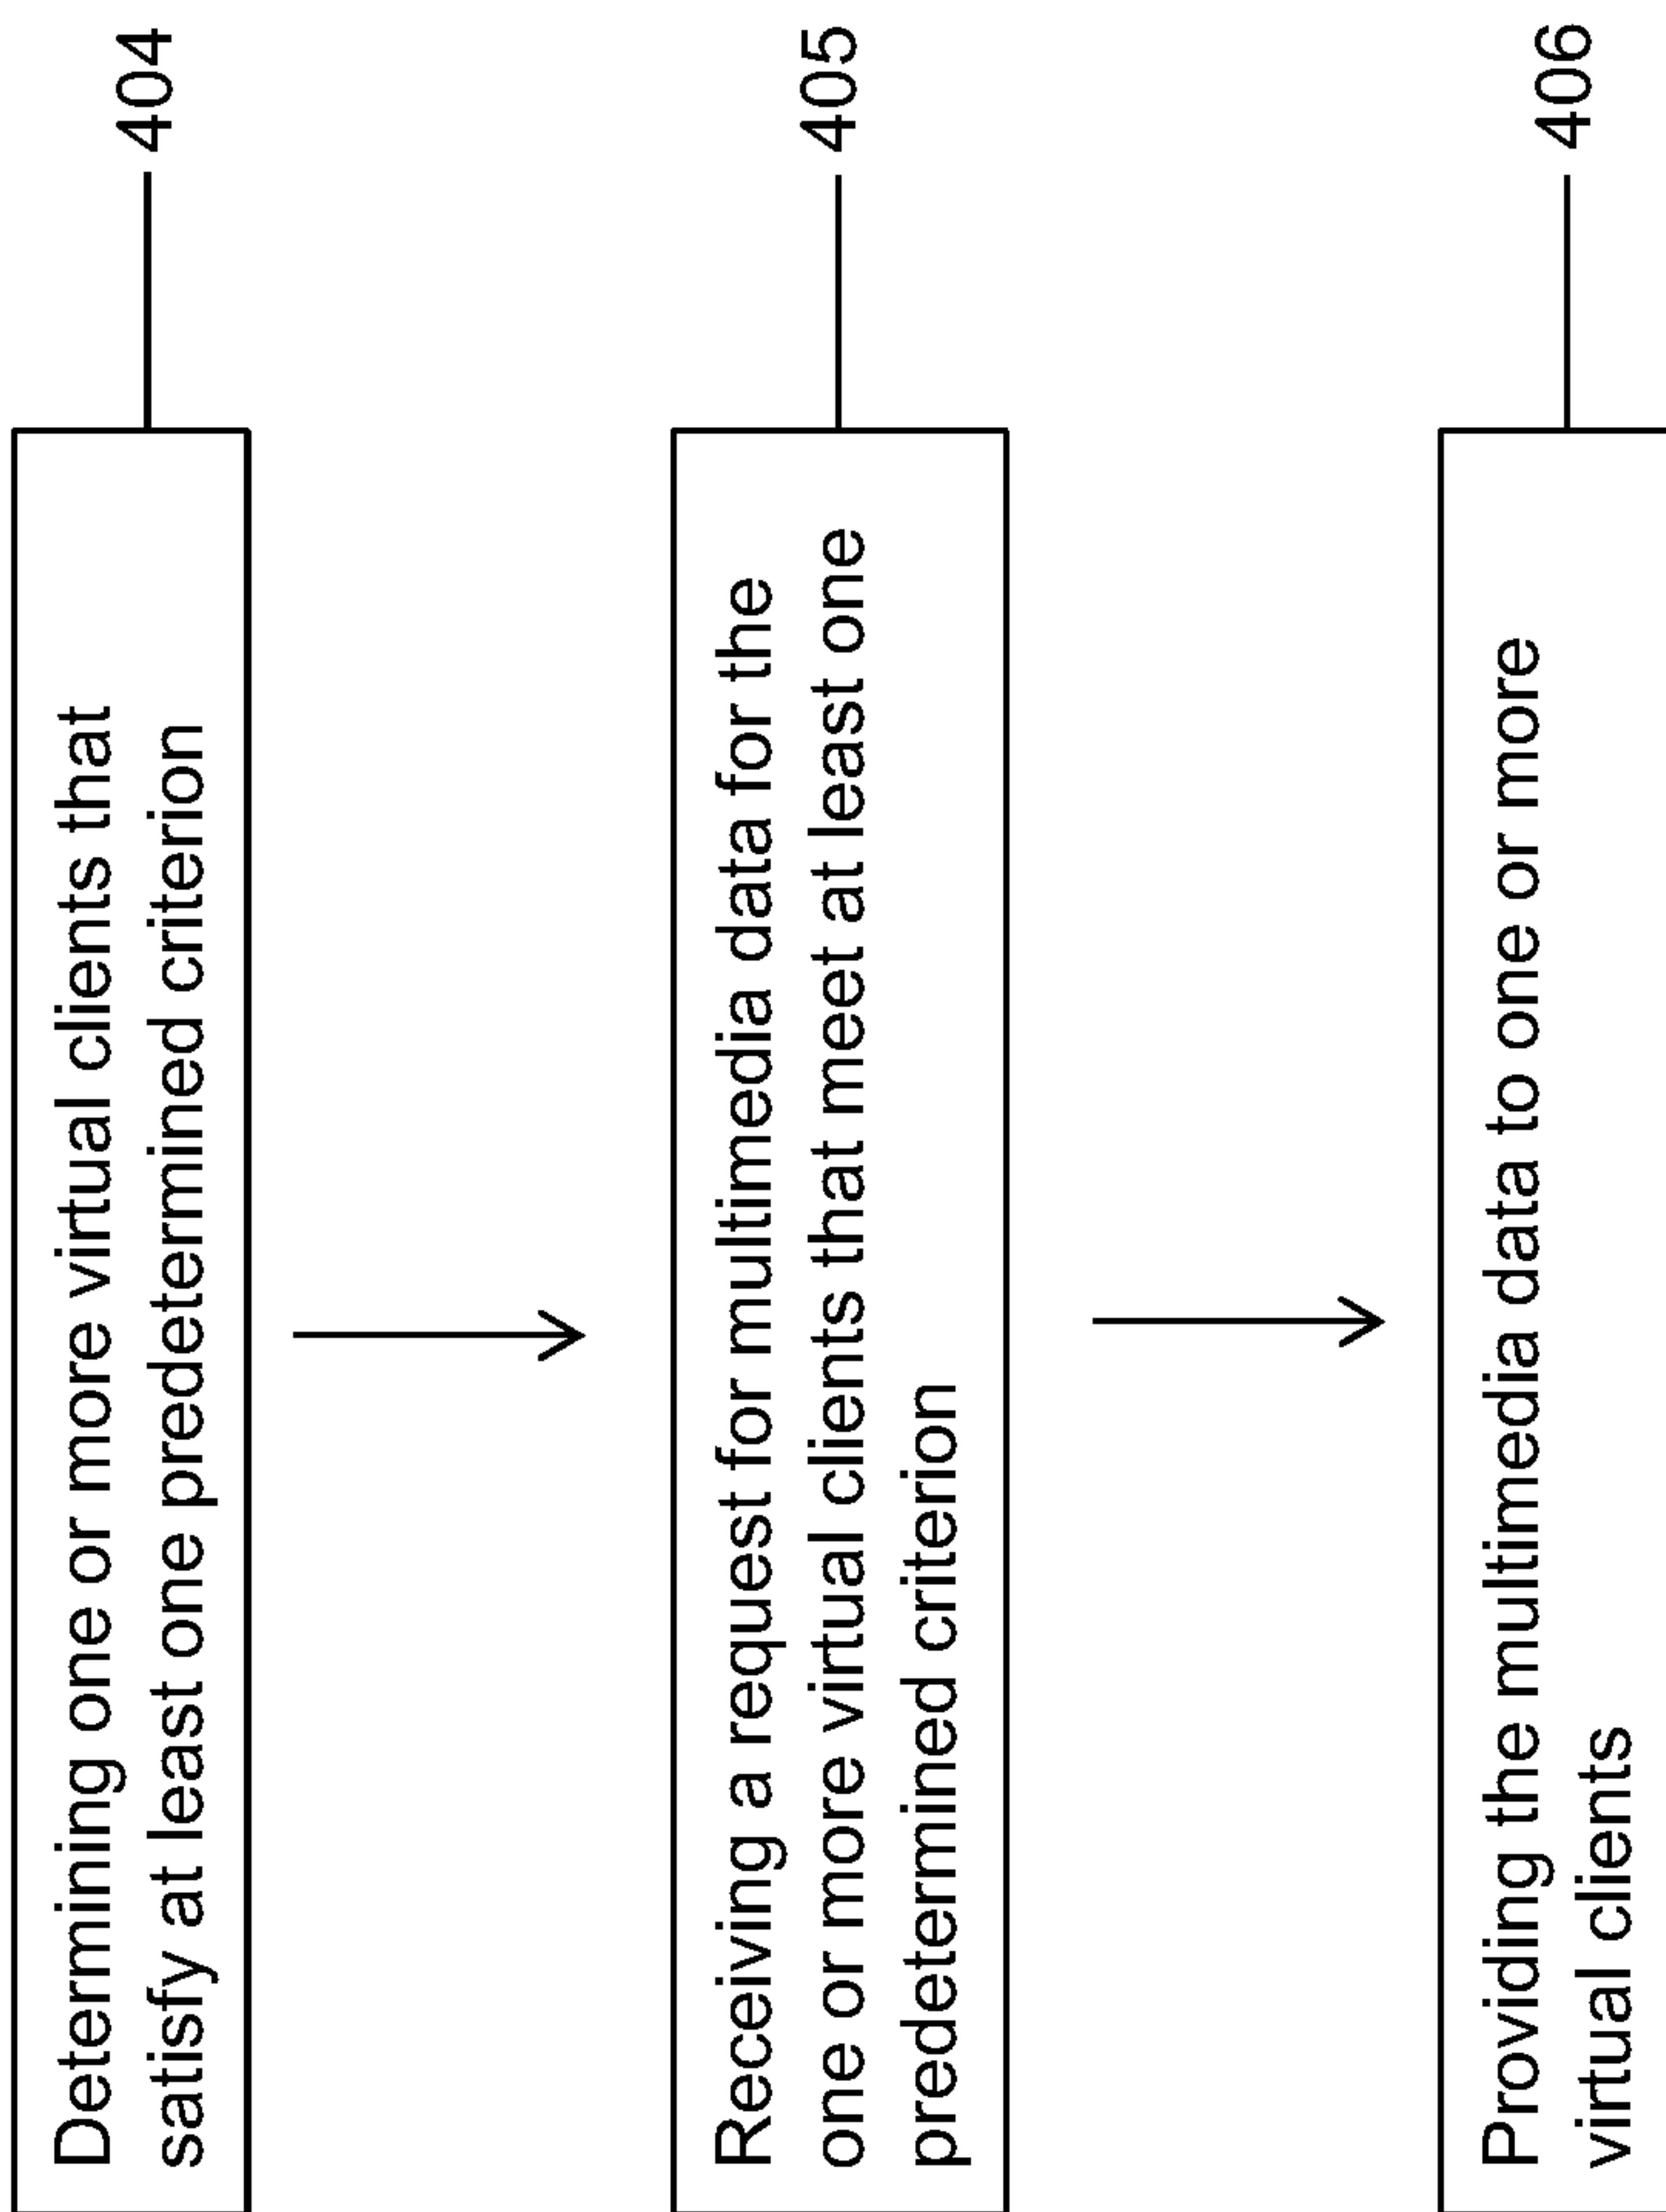 Determining one or more virtual clients that
satisfy at least one predetermined criterion
404
Receiving a request for multimedia data for the
one or more virtual clients that meet at least one
predetermined criterion
405
Providing the multimedia data to one or more
virtual clients
406